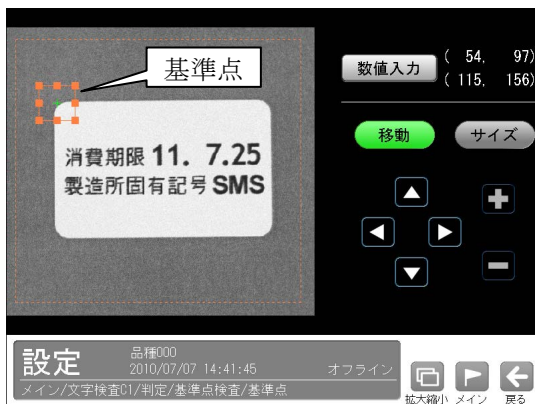 基準点
消費期限 11. 7.25
製造所固有記号 SMS
数値入力
( 54, 97)
( 115, 156)
移動
サイズ
設定
品種000
2010/07/07 14:41:45
オフライン
メイン/文字検査01/判定/基準点検査/基準点
拡大縮小
メイン
戻る